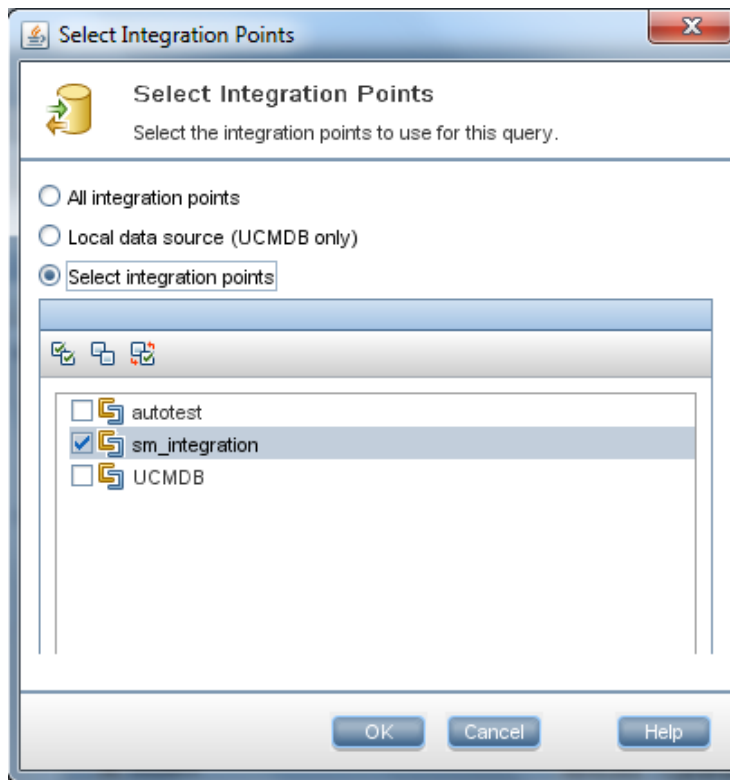 Select Integration Points
Select Integration Points
Select the integration points to use for this query.
All integration points
Local data source (UCMDB only)
Select integration points
autotest
sm_integration
UCMDB
OK Cancel Help